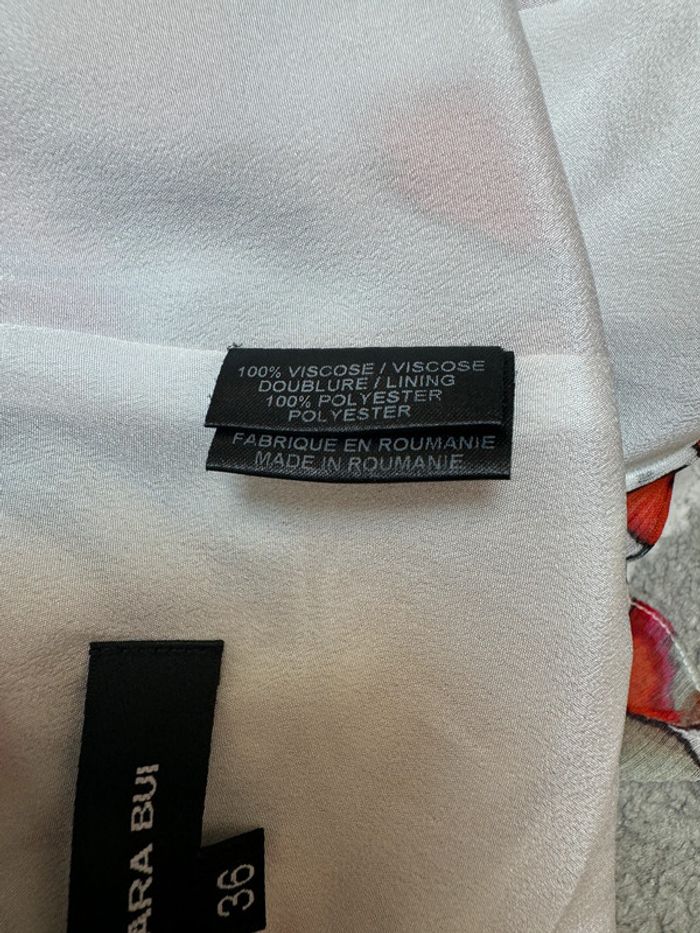 100% VISCOSE / VISCOSE
DOUBLURE / LINING
100% POLYESTER
POLYESTER
FABRIQUE EN ROUMANIE
MADE IN ROUMANIE
ARA BUI
36